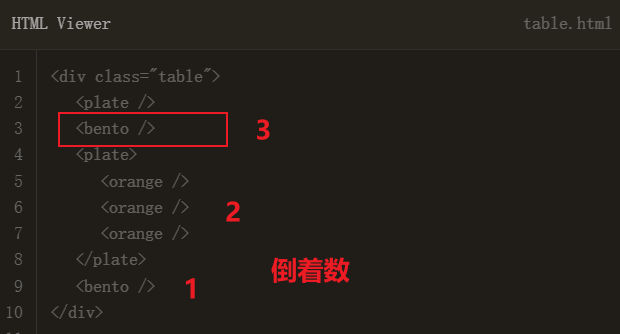 HTML Viewer table.html
1 <div class="table">
2 <plate />
3 <bento /> 3
4 <plate>
5 <orange />
6 <orange /> 2
7 <orange />
8 </plate> 倒着数
9 <bento /> 1
10 </div>